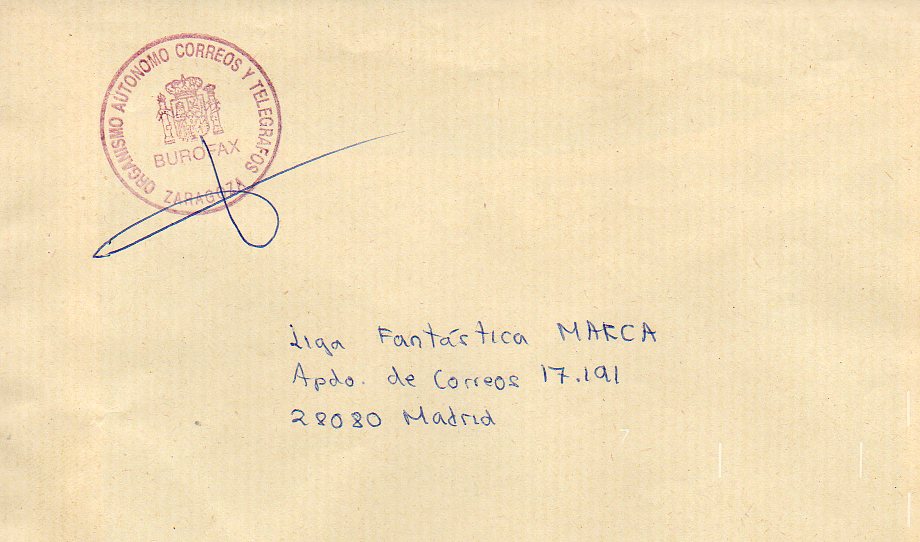 ORGANISMO AUTONOMO CORREOS Y TELEGRAFOS
BUROFAX
ZARAGOZA
Liga Fantástica MARCA
Apdo. de Correos 17.191
28080 Madrid